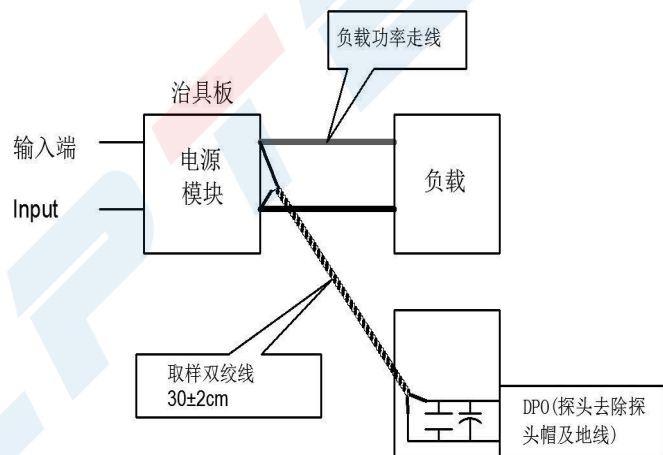 负载功率走线
治具板
输入端
Input
电源
模块
负载
取样双绞线
30±2cm
DPO(探头去除探
头帽及地线)